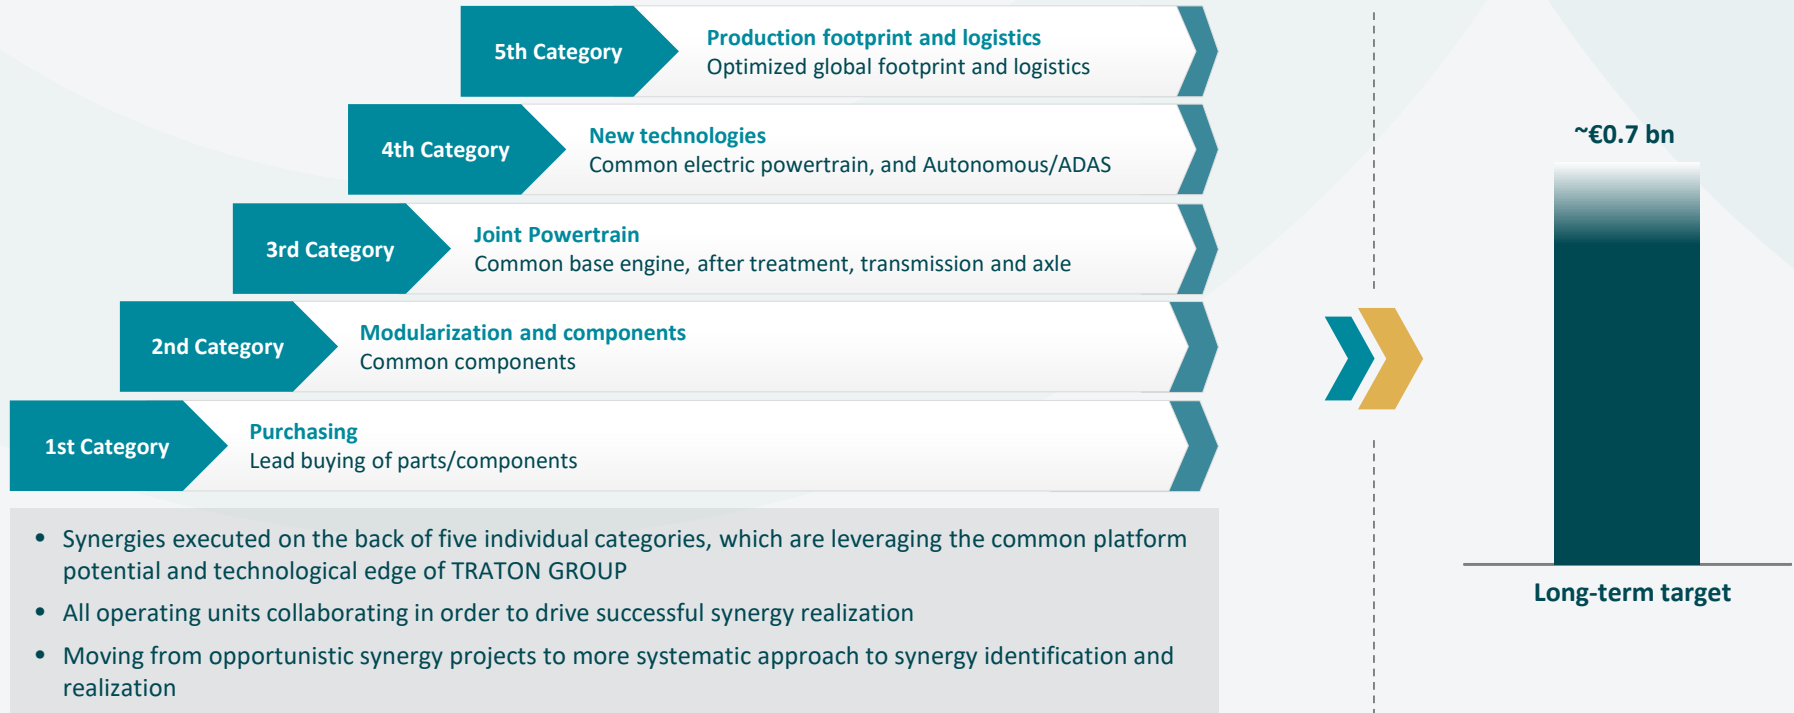 5th Category
Production footprint and logistics
Optimized global footprint and logistics
4th Category
New technologies
Common electric powertrain, and Autonomous/ADAS
3rd Category
Joint Powertrain
Common base engine, after treatment, transmission and axle
2nd Category
Modularization and components
Common components
1st Category
Purchasing
Lead buying of parts/components
• Synergies executed on the back of five individual categories, which are leveraging the common platform
potential and technological edge of TRATON GROUP
• All operating units collaborating in order to drive successful synergy realization
• Moving from opportunistic synergy projects to more systematic approach to synergy identification and
realization
~€0.7 bn
Long-term target